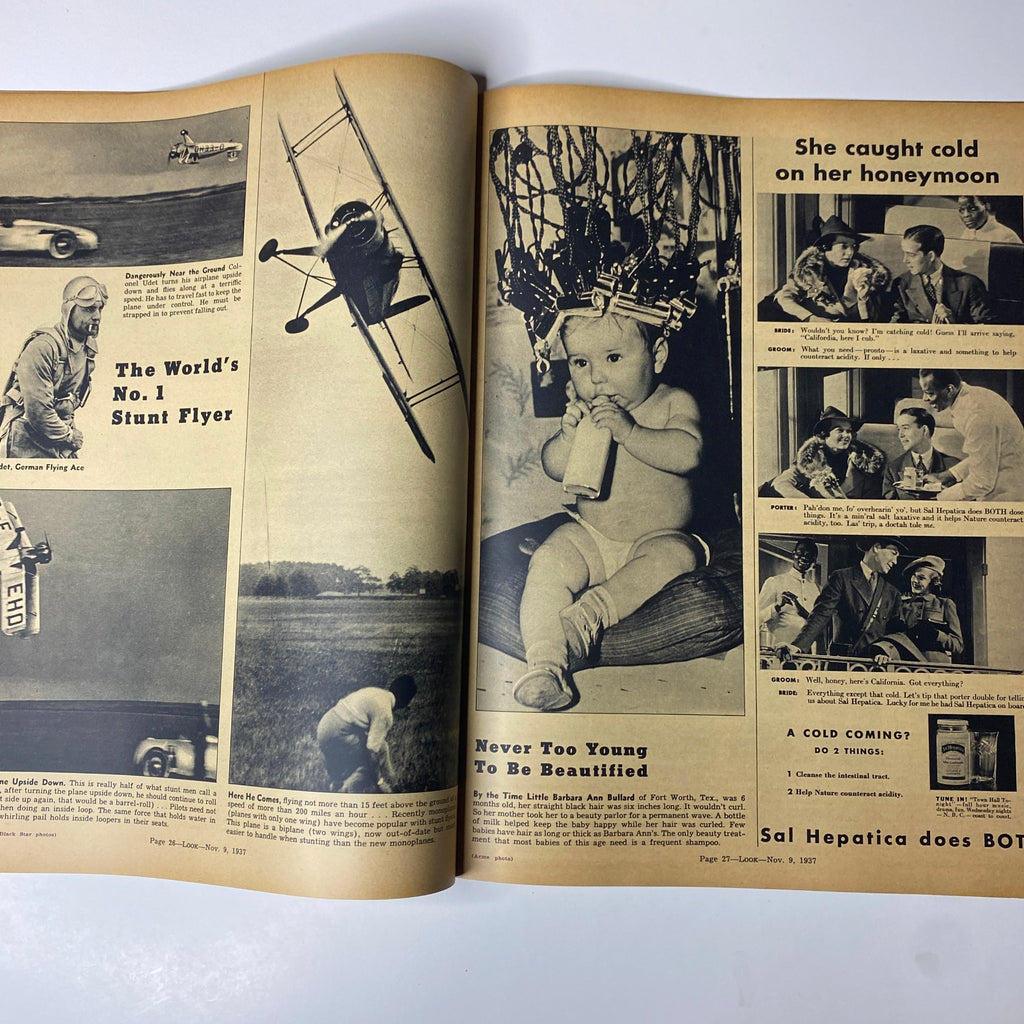 D-EEHO
Dangerously Near the Ground Col-
onel Udet turns his airplane upside
down and flies along at a terrific
speed. He has to travel fast to keep the
plane under control. He must be
strapped in to prevent falling out.
The World's
No. 1
Stunt Flyer
det, German Flying Ace
EHO
ne Upside Down. This is really half of what stunt men call a
, after turning the plane upside down, he should continue to roll
t side up again, that would be a barrel-roll) . . . Pilots need not
hen doing an inside loop. The same force that holds water in
whirling pail holds inside loopers in their seats.
Black Star photos)
Here He Comes, flying not more than 15 feet above the ground
speed of more than 200 miles an hour . . . Recently
(planes with only one wing) have become popular with
This plane is a biplane (two wings), now out-of-date but
easier to handle when stunting than the new monoplanes.
Page 26—LOOK—Nov. 9, 1937
Never Too Young
To Be Beautified
By the Time Little Barbara Ann Bullard of Fort Worth, Tex., was 6
months old, her straight black hair was six inches long. It wouldn't curl.
So her mother took her to a beauty parlor for a permanent wave. A bottle
of milk helped keep the baby happy while her hair was curled. Few
babies have hair as long or thick as Barbara Ann's. The only beauty treat-
ment that most babies of this age need is a frequent shampoo.
(Acme photo)
Page 27—LOOK—Nov. 9, 1937
She caught cold
on her honeymoon
BRIDE: Wouldn't you know? I'm catching cold! Guess I'll arrive saying,
"Califordia, here I cub."
GROOM: What you need—pronto—is a laxative and something to help
counteract acidity. If only . . .
PORTER: Pah'don me, fo' overhearin' yo', but Sal Hepatica does BOTH dose
things. It's a min'ral salt laxative and it helps Nature counteract
acidity, too. Las' trip, a doctah tole me.
GROOM: Well, honey, here's California. Got everything?
BRIDE: Everything except that cold. Let's tip that porter double for
us about Sal Hepatica. Lucky for me he had Sal Hepatica on
A COLD COMING?
DO 2 THINGS:
1 Cleanse the intestinal tract.
2 Help Nature counteract acidity.
TUNE IN! "Town Hall To-
night"—full hour music,
drama, fun. Wednesday night,
—N. B. C.—coast to coast.
Sal Hepatica does BOT